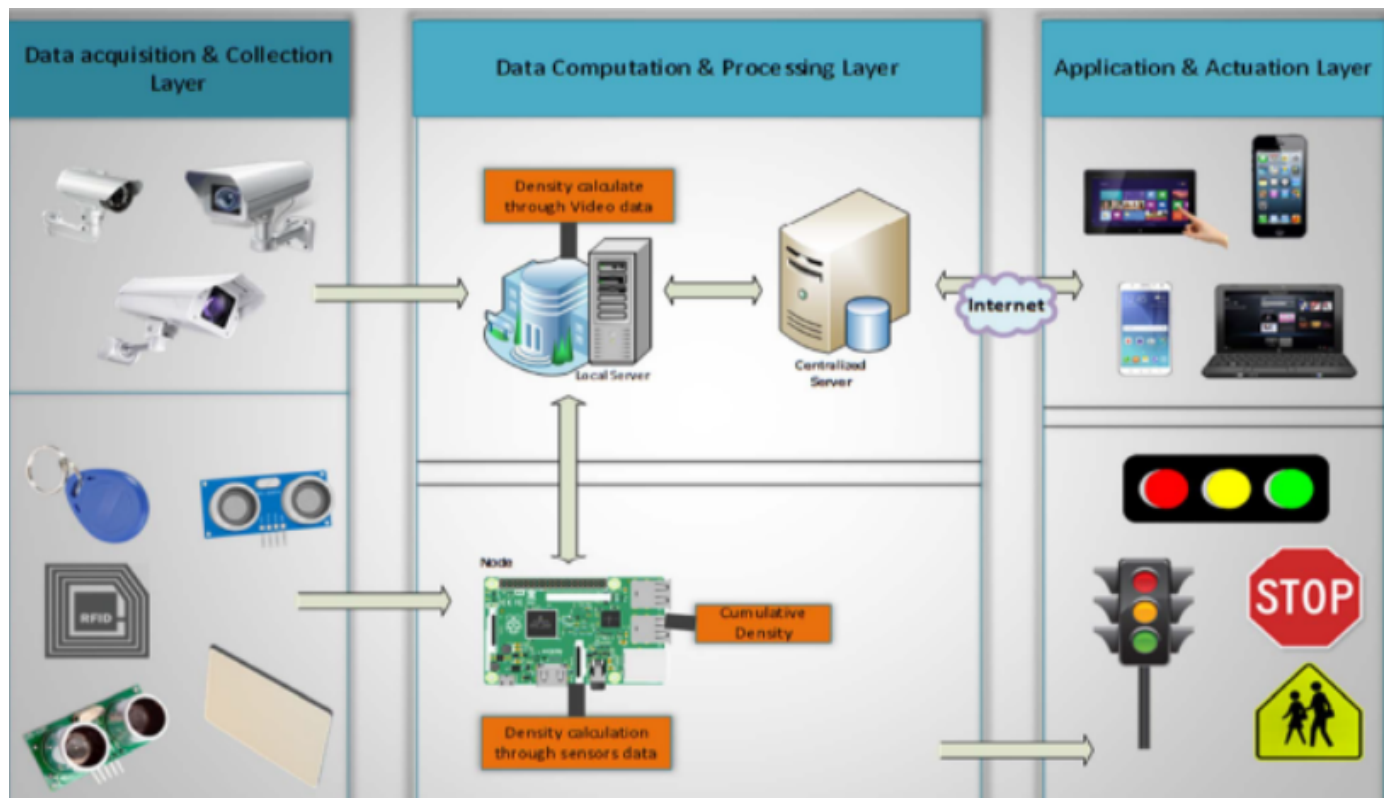 Data acquisition & Collection
Layer
Data Computation & Processing Layer
Application & Actuation Layer
Density calculate
through Video data
Local Server
Centralized
Server
Internet
Node
RFID
Cumulative
Density
Density calculation
through sensors data
STOP